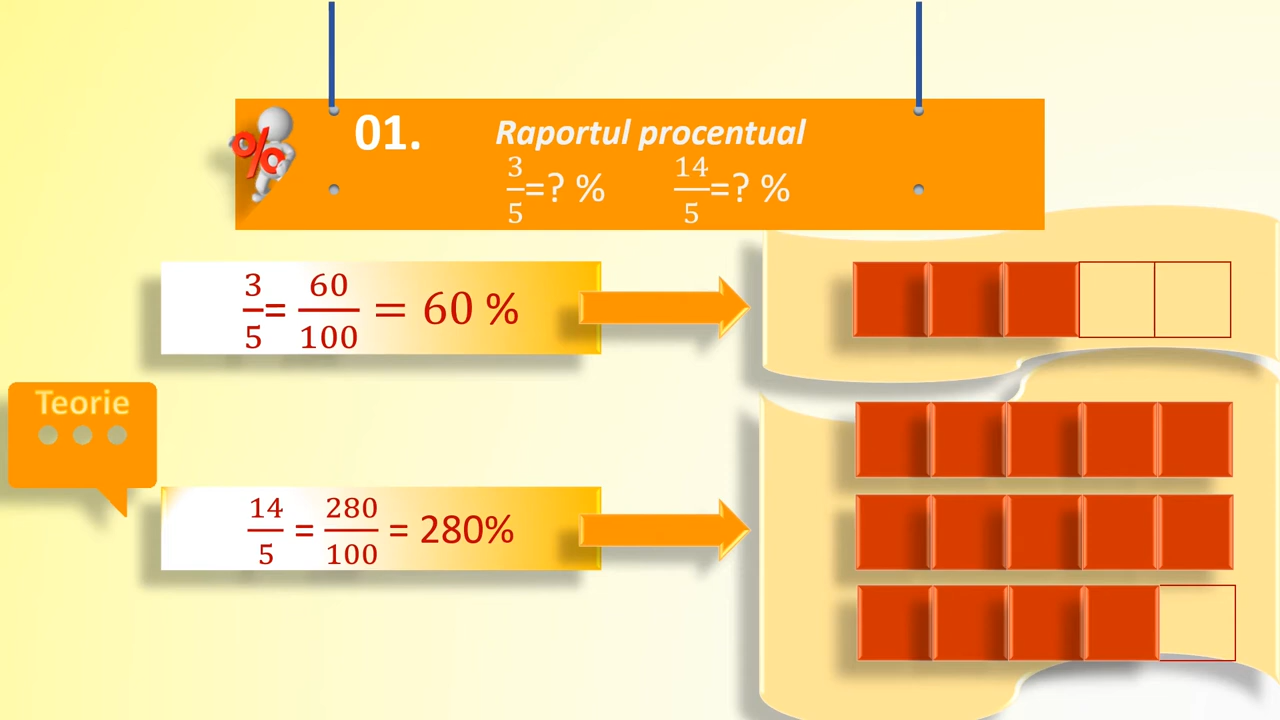 %
01. Raportul procentual
3/5=? % 14/5=? %
3/5= 60/100 = 60 %
Teorie
14/5 = 280/100 = 280%